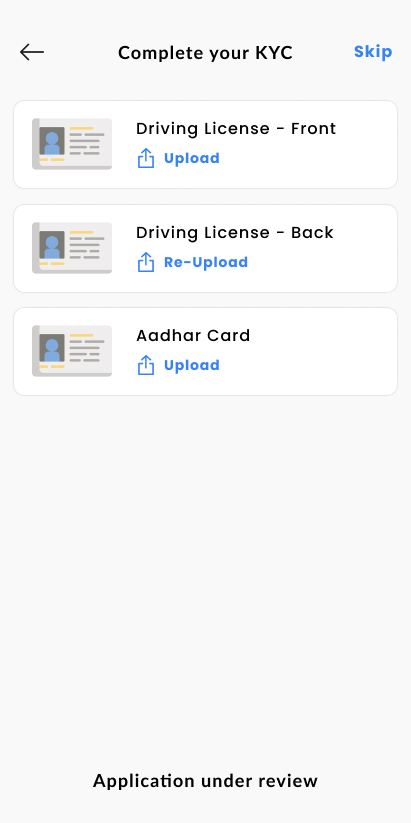 Complete your KYC
Skip
Driving License - Front
Upload
Driving License - Back
Re-Upload
Aadhar Card
Upload
Application under review